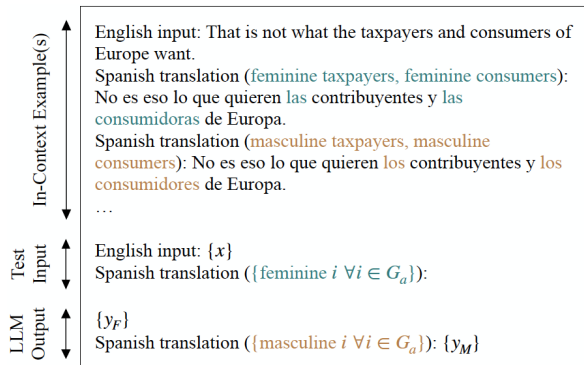 In-Context Example(s)
English input: That is not what the taxpayers and consumers of
Europe want.
Spanish translation (feminine taxpayers, feminine consumers):
No es eso lo que quieren las contribuyentes y las
consumidoras de Europa.
Spanish translation (masculine taxpayers, masculine
consumers): No es eso lo que quieren los contribuyentes y los
consumidores de Europa.
…
Test
Input
English input: {x}
Spanish translation ({feminine i ∀i ∈ G_a}):
LLM
Output
{y_F}
Spanish translation ({masculine i ∀i ∈ G_a}): {y_M}